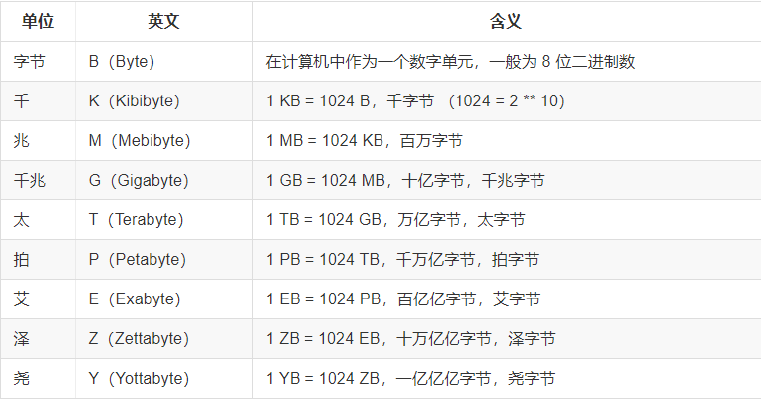 单位 英文 含义
字节 B（Byte） 在计算机中作为一个数字单元，一般为 8 位二进制数
千 K（Kibibyte） 1 KB = 1024 B，千字节 （1024 = 2 ** 10）
兆 M（Mebibyte） 1 MB = 1024 KB，百万字节
千兆 G（Gigabyte） 1 GB = 1024 MB，十亿字节，千兆字节
太 T（Terabyte） 1 TB = 1024 GB，万亿字节，太字节
拍 P（Petabyte） 1 PB = 1024 TB，千万亿字节，拍字节
艾 E（Exabyte） 1 EB = 1024 PB，百亿亿字节，艾字节
泽 Z（Zettabyte） 1 ZB = 1024 EB，十万亿亿字节，泽字节
尧 Y（Yottabyte） 1 YB = 1024 ZB，一亿亿亿字节，尧字节